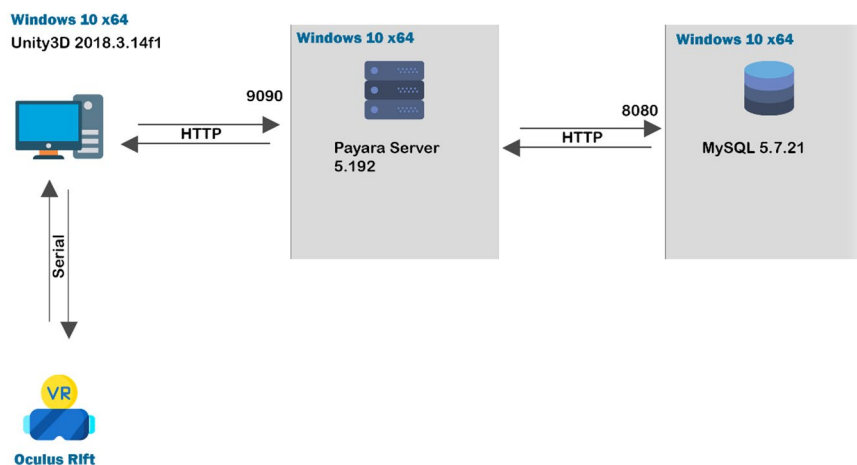 Windows 10 x64
Unity3D 2018.3.14f1
Windows 10 x64
Windows 10 x64
9090
HTTP
Payara Server
5.192
8080
HTTP
MySQL 5.7.21
Serial
VR
Oculus Rift